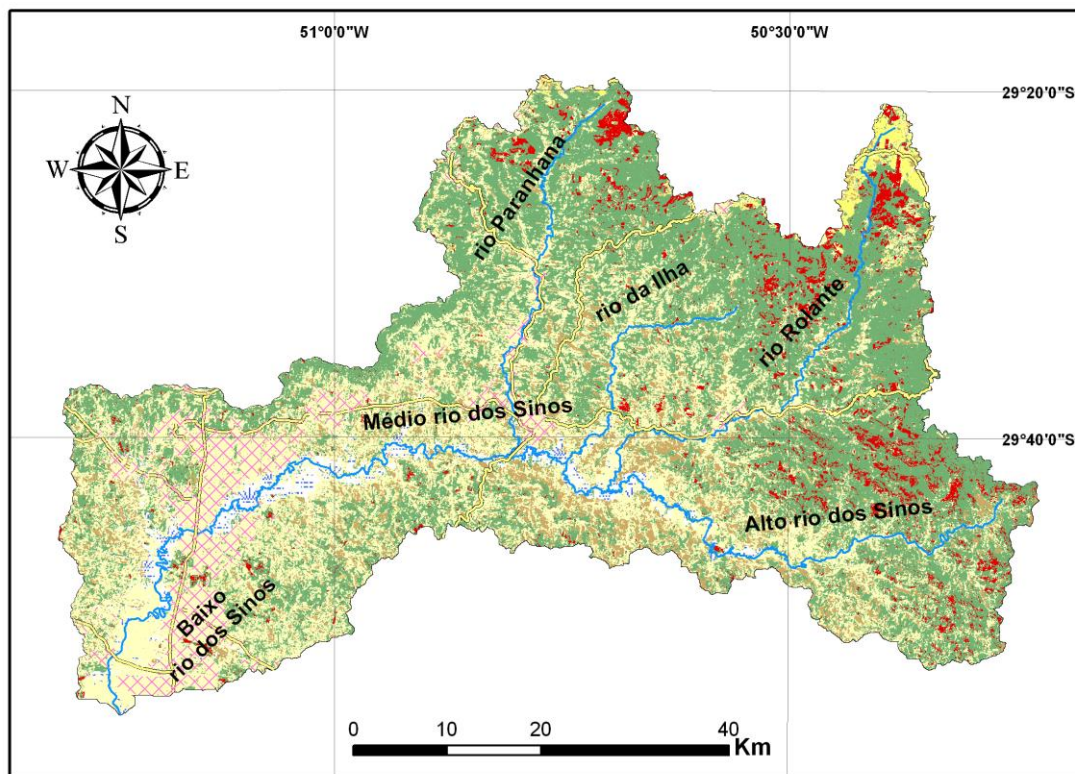 51°0'0"W
50°30'0"W
29°20'0"S
N
W
E
S
rio Paranhana
rio da Ilha
rio Rolante
Médio rio dos Sinos
29°40'0"S
Alto rio dos Sinos
Baixo
rio dos Sinos
0
10
20
40
Km